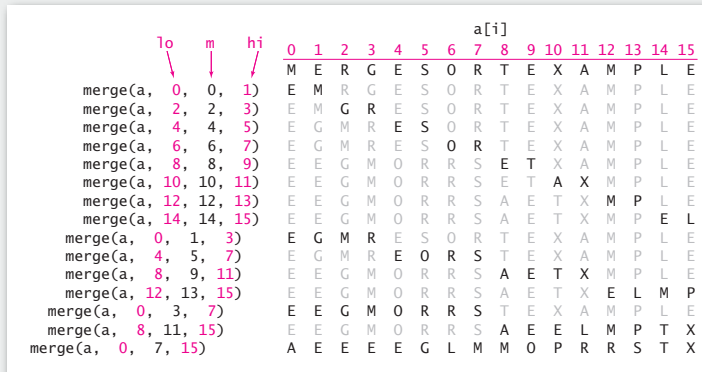 a[i]
lo m hi 0 1 2 3 4 5 6 7 8 9 10 11 12 13 14 15
M E R G E S O R T E X A M P L E
merge(a, 0, 0, 1) E M R G E S O R T E X A M P L E
merge(a, 2, 2, 3) E M G R E S O R T E X A M P L E
merge(a, 4, 4, 5) E G M R E S O R T E X A M P L E
merge(a, 6, 6, 7) E G M R E S O R T E X A M P L E
merge(a, 8, 8, 9) E E G M O R R S E T X A M P L E
merge(a, 10, 10, 11) E E G M O R R S E T A X M P L E
merge(a, 12, 12, 13) E E G M O R R S A E T X M P L E
merge(a, 14, 14, 15) E E G M O R R S A E T X M P E L
merge(a, 0, 1, 3) E G M R E S O R T E X A M P L E
merge(a, 4, 5, 7) E G M R E O R S T E X A M P L E
merge(a, 8, 9, 11) E E G M O R R S A E T X M P L E
merge(a, 12, 13, 15) E E G M O R R S A E T X E L M P
merge(a, 0, 3, 7) E E G M O R R S T E X A M P L E
merge(a, 8, 11, 15) E E G M O R R S A E E L M P T X
merge(a, 0, 7, 15) A E E E E G L M M O P R R S T X